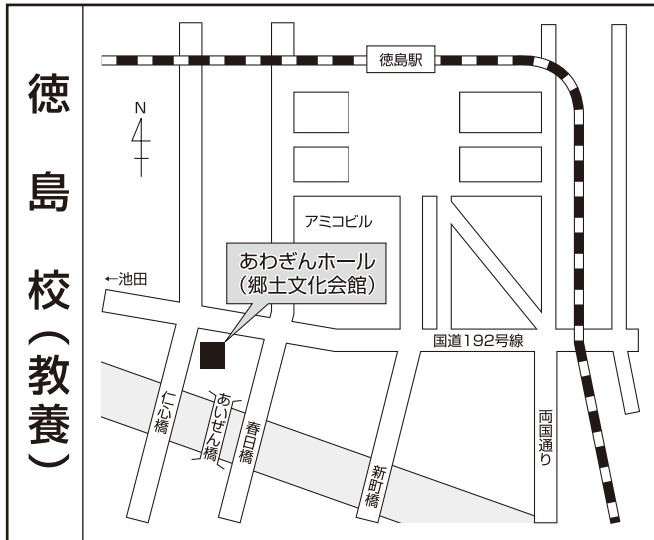 徳島校(教養)
徳島駅
N
アミコビル
あわぎんホール
(郷土文化会館)
←池田
国道192号線
仁心橋
あいぜん橋
春日橋
新町橋
両国通り